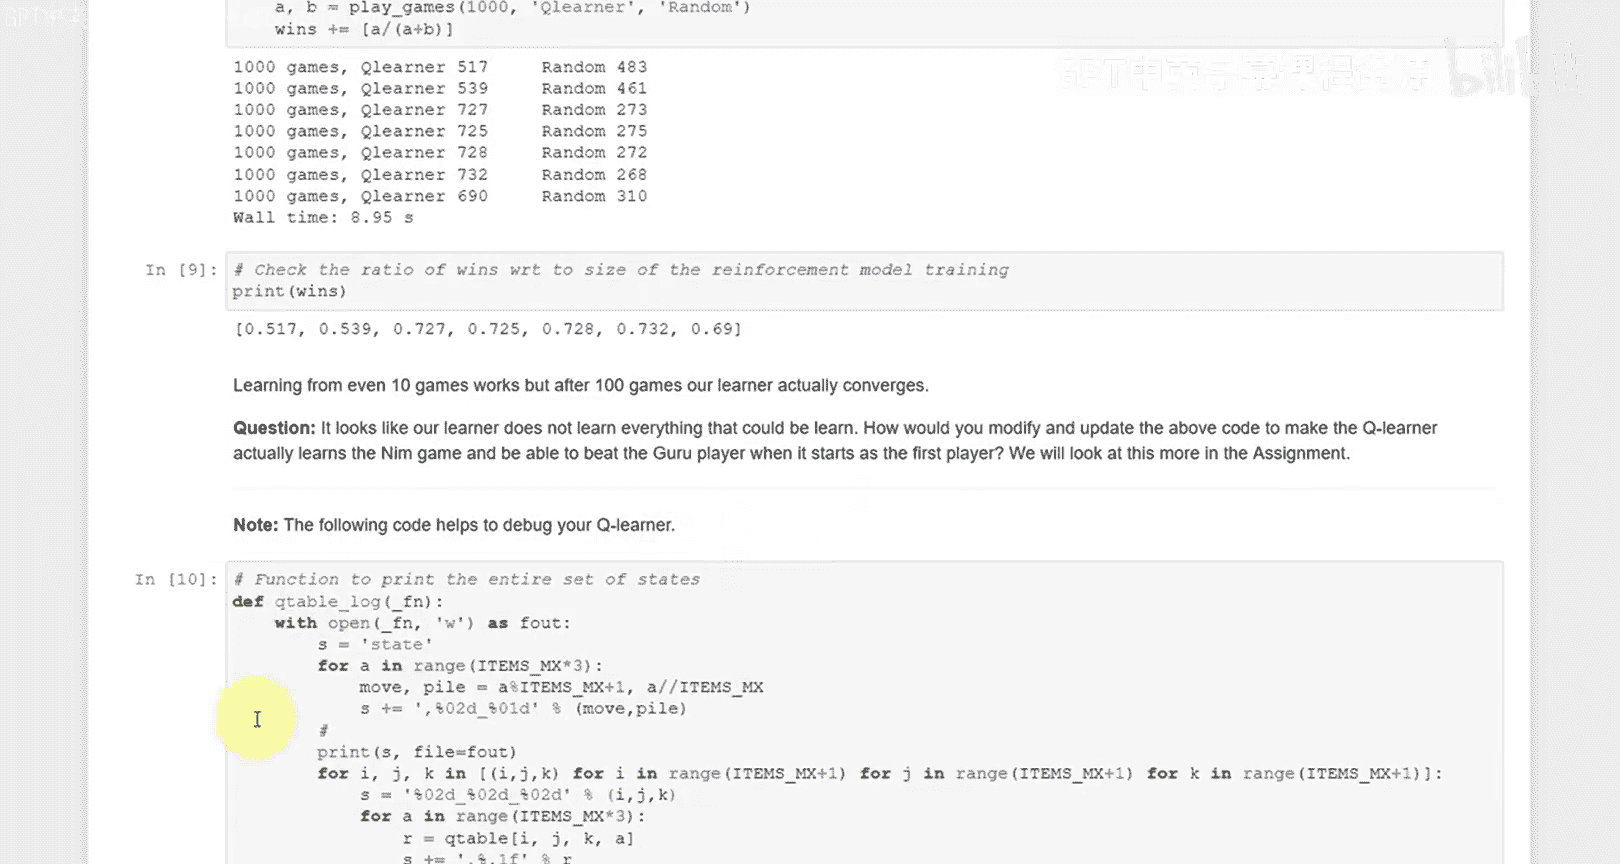 a, b = play_games(1000, 'Qlearner', 'Random')
wins += [a/(a+b)]
1000 games, Qlearner 517     Random 483
1000 games, Qlearner 539     Random 461
1000 games, Qlearner 727     Random 273
1000 games, Qlearner 725     Random 275
1000 games, Qlearner 728     Random 272
1000 games, Qlearner 732     Random 268
1000 games, Qlearner 690     Random 310
Wall time: 8.95 s
In [9]: # Check the ratio of wins wrt to size of the reinforcement model training
print(wins)
[0.517, 0.539, 0.727, 0.725, 0.728, 0.732, 0.69]
Learning from even 10 games works but after 100 games our learner actually converges.
Question: It looks like our learner does not learn everything that could be learn. How would you modify and update the above code to make the Q-learner
actually learns the Nim game and be able to beat the Guru player when it starts as the first player? We will look at this more in the Assignment.
Note: The following code helps to debug your Q-learner.
In [10]: # Function to print the entire set of states
def qtable_log(_fn):
with open(_fn, 'w') as fout:
s = 'state'
for a in range(ITEMS_MX*3):
move, pile = a%ITEMS_MX+1, a//ITEMS_MX
s += ',%02d_%01d' % (move,pile)
#
print(s, file=fout)
for i, j, k in [(i,j,k) for i in range(ITEMS_MX+1) for j in range(ITEMS_MX+1) for k in range(ITEMS_MX+1)]:
s = '%02d_%02d_%02d' % (i,j,k)
for a in range(ITEMS_MX*3):
r = qtable[i, j, k, a]
s += ',%.1f' % r